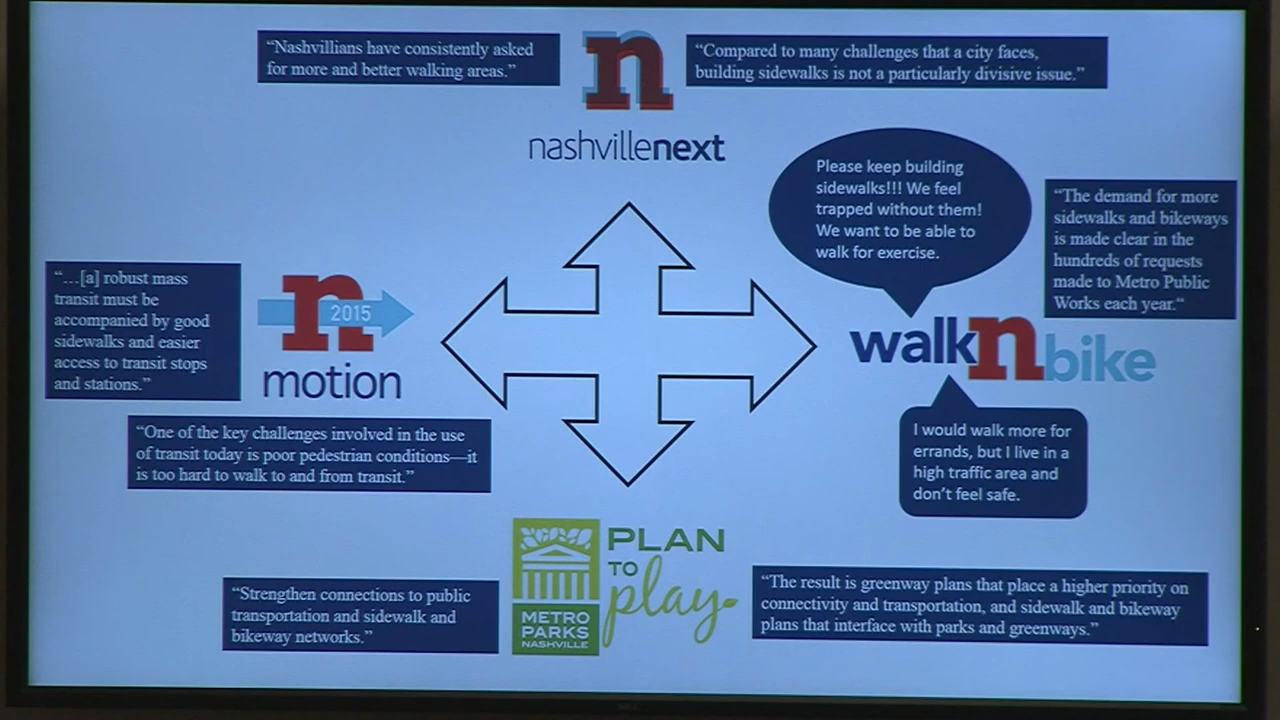 “Nashvillians have consistently asked
for more and better walking areas.”
n
nashvillenext
“Compared to many challenges that a city faces,
building sidewalks is not a particularly divisive issue.”
Please keep building
sidewalks!!! We feel
trapped without them!
We want to be able to
walk for exercise.
“The demand for more
sidewalks and bikeways
is made clear in the
hundreds of requests
made to Metro Public
Works each year.“
“…[a] robust mass
transit must be
accompanied by good
sidewalks and easier
access to transit stops
and stations.”
n
2015
motion
walknbike
“One of the key challenges involved in the use
of transit today is poor pedestrian conditions—it
is too hard to walk to and from transit.”
I would walk more for
errands, but I live in a
high traffic area and
don’t feel safe.
“Strengthen connections to public
transportation and sidewalk and
bikeway networks.”
METRO
PARKS
NASHVILLE
PLAN
TO
play
“The result is greenway plans that place a higher priority on
connectivity and transportation, and sidewalk and bikeway
plans that interface with parks and greenways.”